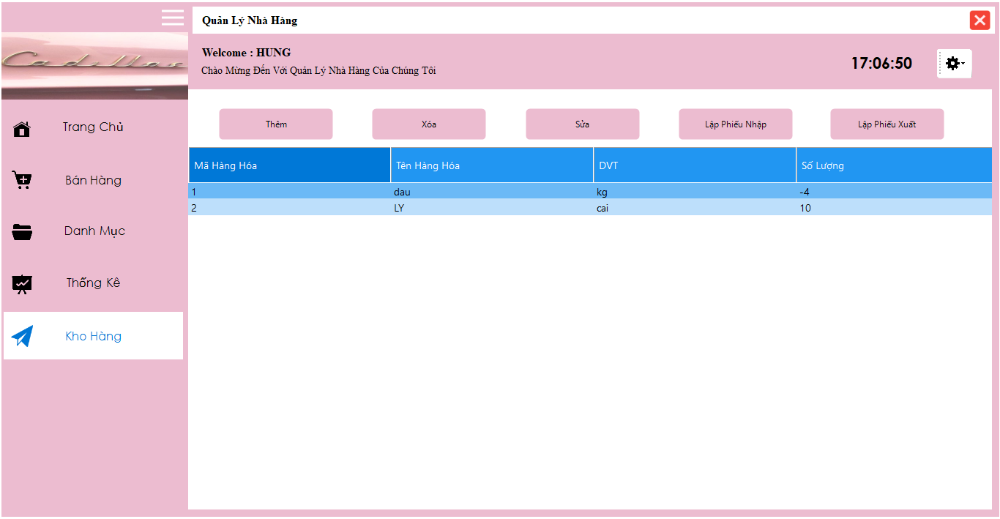 Quản Lý Nhà Hàng
Cadillac
Welcome : HUNG
Chào Mừng Đến Với Quản Lý Nhà Hàng Của Chúng Tôi
17:06:50
Trang Chủ
Bán Hàng
Danh Mục
Thống Kê
Kho Hàng
Thêm Xóa Sửa Lập Phiếu Nhập Lập Phiếu Xuất
Mã Hàng Hóa Tên Hàng Hóa DVT Số Lượng
1 dau kg -4
2 LY cai 10